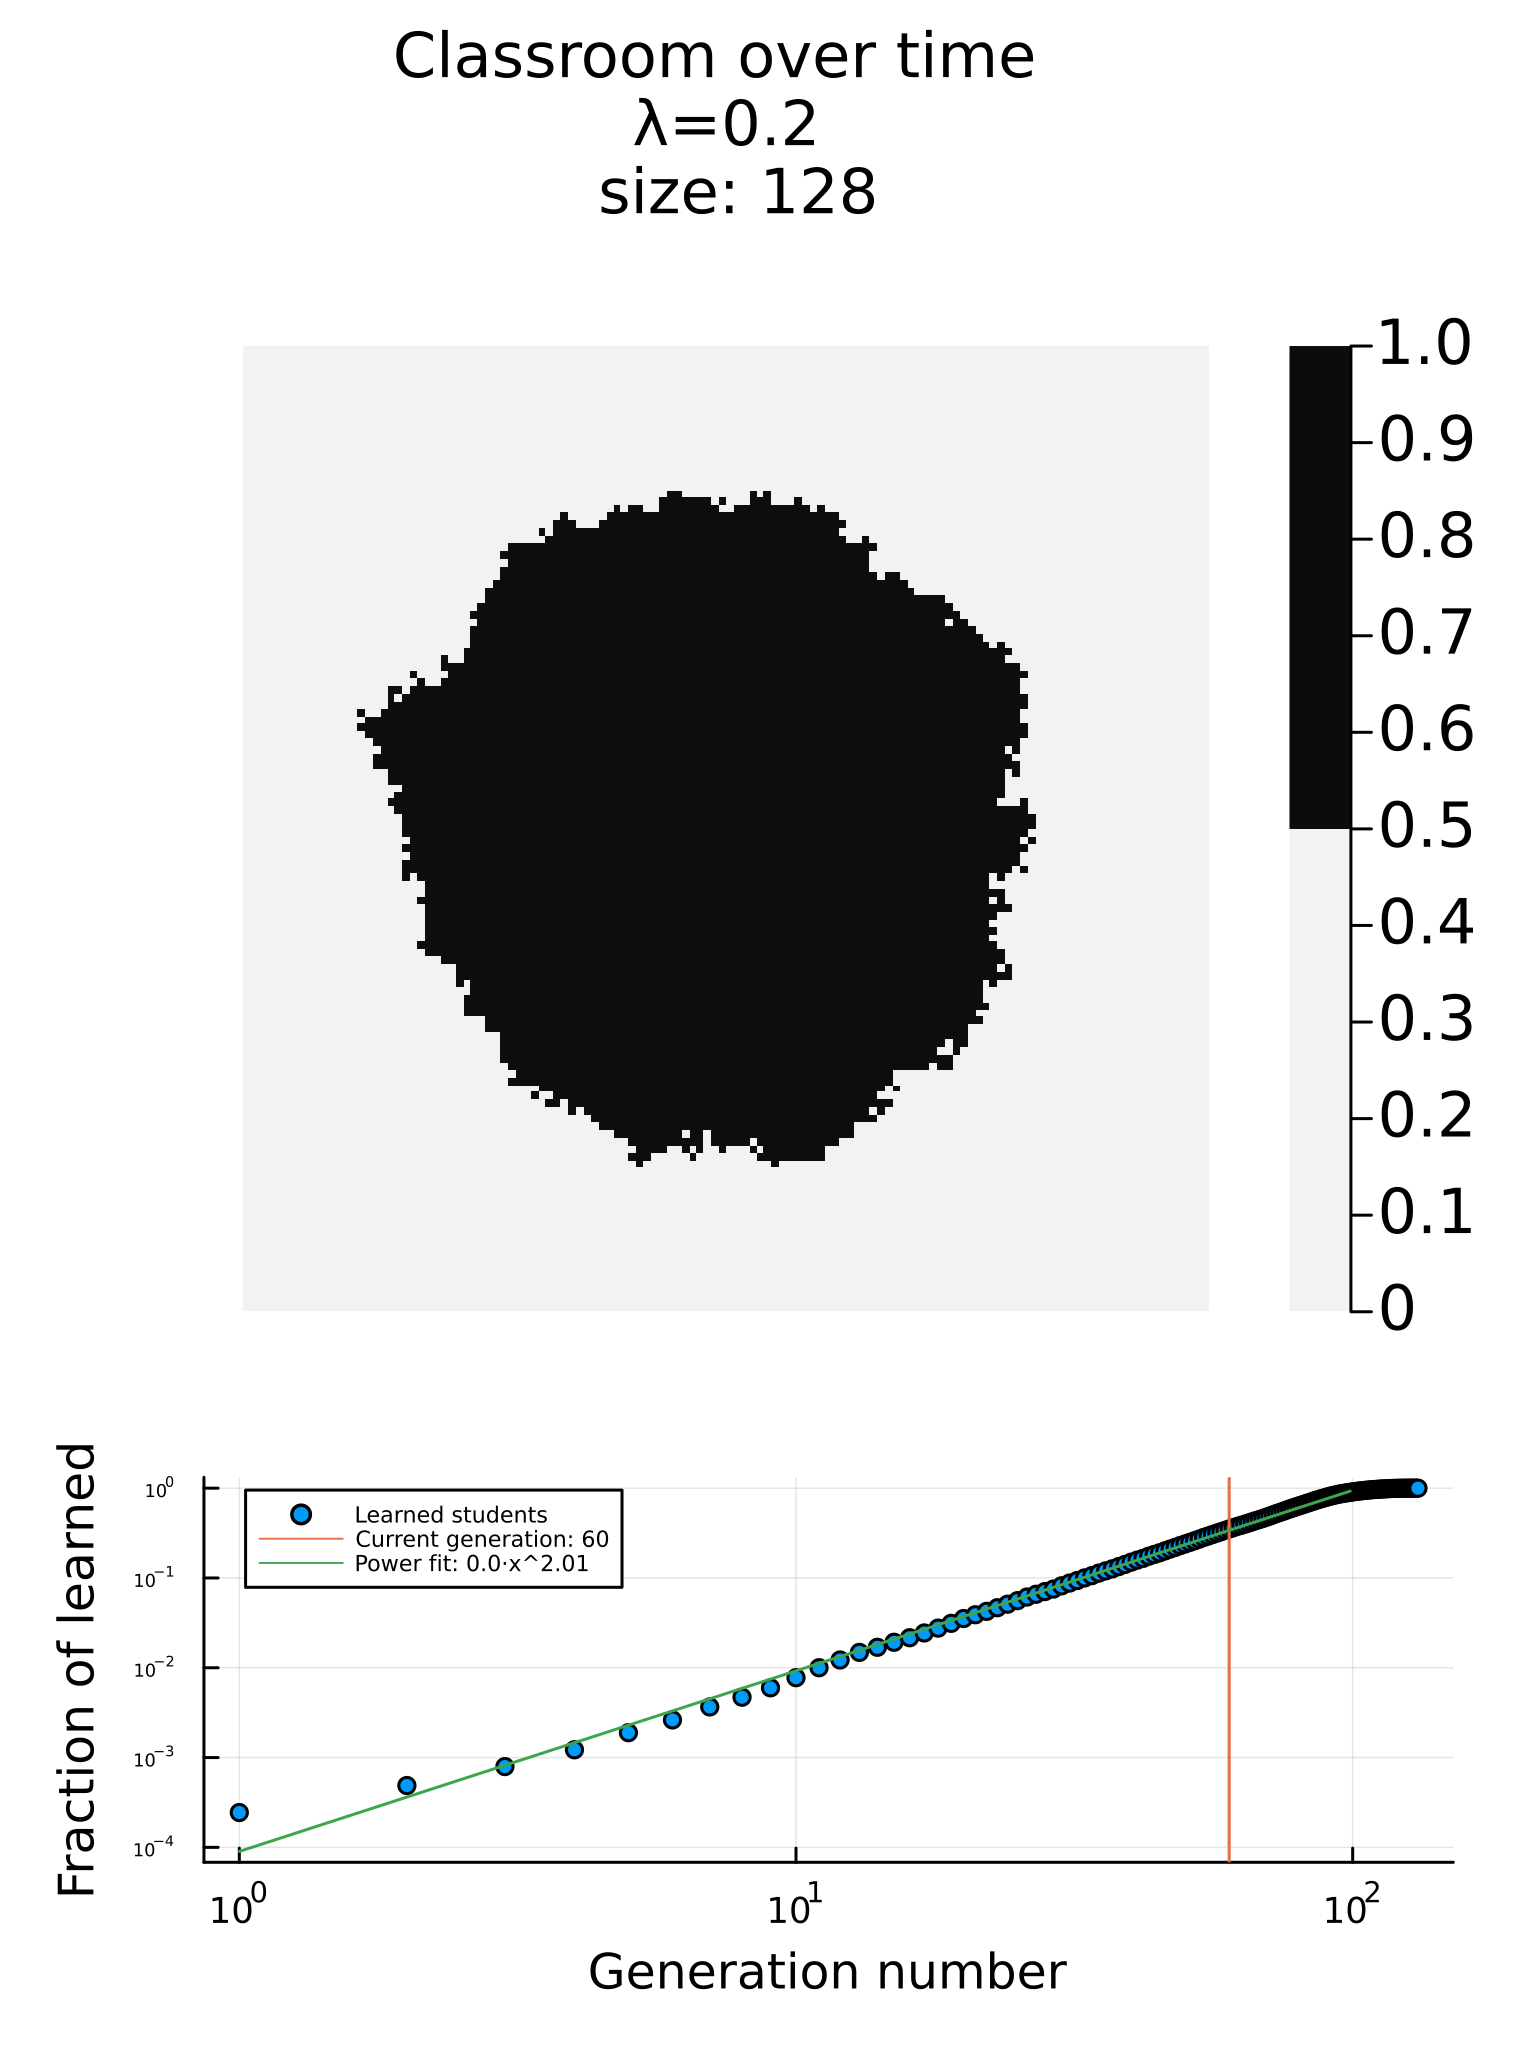 Classroom over time
λ=0.2
size: 128
1.0
0.9
0.8
0.7
0.6
0.5
0.4
0.3
0.2
0.1
0
Fraction of learned
10^0
10^-1
10^-2
10^-3
10^-4
Learned students
Current generation: 60
Power fit: 0.0·x^2.01
10^0 10^1 10^2
Generation number